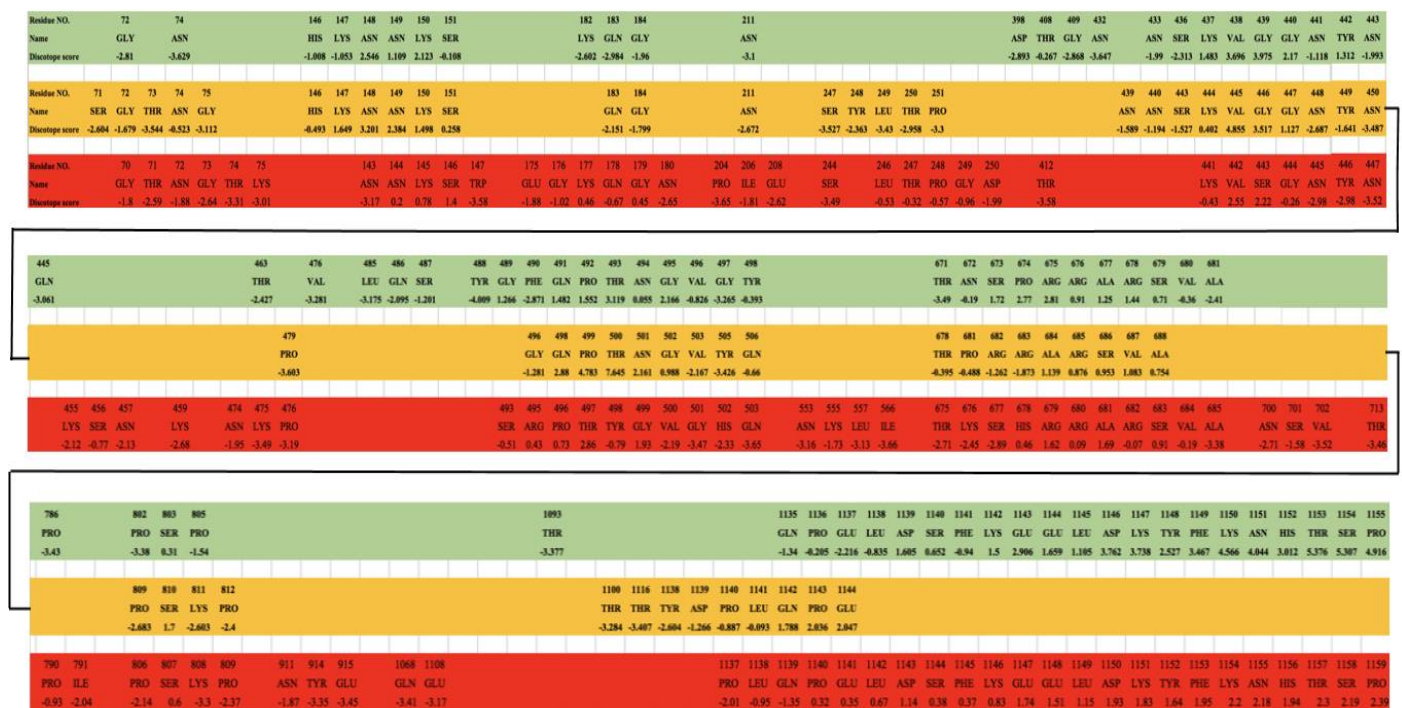 Residue NO. 72 74 146 147 148 149 150 151 182 183 184 211 398 408 409 432 433 436 437 438 439 440 441 442 443
Name GLY ASN HIS LYS ASN ASN LYS SER LYS GLN GLY ASN ASP THR GLY ASN ASN SER LYS VAL GLY GLY ASN TYR ASN
Discotope score -2.81 -3.629 -1.008 -1.053 2.546 1.109 2.123 -0.108 -2.602 -2.984 -1.96 -3.1 -2.893 -0.267 -2.868 -3.647 -1.99 -2.313 1.483 3.696 3.975 2.17 -1.118 1.312 -1.993
Residue NO. 71 72 73 74 75 146 147 148 149 150 151 183 184 211 247 248 249 250 251 439 440 443 444 445 446 447 448 449 450
Name SER GLY THR ASN GLY HIS LYS ASN ASN LYS SER GLN GLY ASN SER TYR LEU THR PRO ASN ASN SER LYS VAL GLY GLY ASN TYR ASN
Discotope score -2.604 -1.679 -3.544 -0.523 -3.112 -0.493 1.649 3.201 2.384 1.498 0.258 -2.151 -1.799 -2.672 -3.527 -2.363 -3.43 -2.958 -3.3 -1.589 -1.194 -1.527 0.402 4.855 3.517 1.127 -2.687 -1.641 -3.487
Residue NO. 70 71 72 73 74 75 143 144 145 146 147 175 176 177 178 179 180 204 206 208 244 246 247 248 249 250 412 441 442 443 444 445 446 447
Name GLY THR ASN GLY THR LYS ASN ASN LYS SER TRP GLU GLY LYS GLN GLY ASN PRO ILE GLU SER LEU THR PRO GLY ASP THR LYS VAL SER GLY ASN TYR ASN
Discotope score -1.8 -2.59 -1.88 -2.64 -3.31 -3.01 -3.17 0.2 0.78 1.4 -3.58 -1.88 -1.02 0.46 -0.67 0.45 -2.65 -3.65 -1.81 -2.62 -3.49 -0.53 -0.32 -0.57 -0.96 -1.99 -3.58 -0.43 2.55 2.22 -0.26 -2.98 -2.98 -3.52
445 463 476 485 486 487 488 489 490 491 492 493 494 495 496 497 498 671 672 673 674 675 676 677 678 679 680 681
GLN THR VAL LEU GLN SER TYR GLY PHE GLN PRO THR ASN GLY VAL GLY TYR THR ASN SER PRO ARG ARG ALA ARG SER VAL ALA
-3.061 -2.427 -3.281 -3.175 -2.095 -1.201 -4.009 1.266 -2.871 1.482 1.552 3.119 0.055 2.166 -0.826 -3.265 -0.393 -3.49 -0.19 1.72 2.77 2.81 0.91 1.25 1.44 0.71 -0.36 -2.41
479 496 498 499 500 501 502 503 505 506 678 681 682 683 684 685 686 687 688
PRO GLY GLN PRO THR ASN GLY VAL TYR GLN THR PRO ARG ARG ALA ARG SER VAL ALA
-3.603 -1.281 2.88 4.783 7.645 2.161 0.988 -2.167 -3.426 -0.66 -0.395 -0.488 -1.262 -1.873 1.139 0.876 0.953 1.083 0.754
455 456 457 459 474 475 476 493 495 496 497 498 499 500 501 502 503 553 555 557 566 675 676 677 678 679 680 681 682 683 684 685 700 701 702 713
LYS SER ASN LYS ASN LYS PRO SER ARG PRO THR TYR GLY VAL GLY HIS GLN ASN LYS LEU ILE THR LYS SER HIS ARG ARG ALA ARG SER VAL ALA ASN SER VAL THR
-2.12 -0.77 -2.13 -2.68 -1.95 -3.49 -3.19 -0.51 0.43 0.73 2.86 -0.79 1.93 -2.19 -3.47 -2.33 -3.65 -3.16 -1.73 -3.13 -3.66 -2.71 -2.45 -2.89 0.46 1.62 0.09 1.69 -0.07 0.91 -0.19 -3.38 -2.71 -1.58 -3.52 -3.46
786 802 803 805 1093 1135 1136 1137 1138 1139 1140 1141 1142 1143 1144 1145 1146 1147 1148 1149 1150 1151 1152 1153 1154 1155
PRO PRO SER PRO THR GLN PRO GLU LEU ASP SER PHE LYS GLU GLU LEU ASP LYS TYR PHE LYS ASN HIS THR SER PRO
-3.43 -3.38 0.31 -1.54 -3.377 -1.34 -0.205 -2.216 -0.835 1.605 0.652 -0.94 1.5 2.906 1.659 1.105 3.762 3.738 2.527 3.467 4.566 4.044 3.012 5.376 5.307 4.916
809 810 811 812 1100 1116 1138 1139 1140 1141 1142 1143 1144
PRO SER LYS PRO THR THR TYR ASP PRO LEU GLN PRO GLU
-2.683 1.7 -2.603 -2.4 -3.284 -3.407 -2.604 -1.266 -0.887 -0.093 1.788 2.036 2.047
790 791 806 807 808 809 911 914 915 1068 1108 1137 1138 1139 1140 1141 1142 1143 1144 1145 1146 1147 1148 1149 1150 1151 1152 1153 1154 1155 1156 1157 1158 1159
PRO ILE PRO SER LYS PRO ASN TYR GLU GLN GLU PRO LEU GLN PRO GLU LEU ASP SER PHE LYS GLU GLU LEU ASP LYS TYR PHE LYS ASN HIS THR SER PRO
-0.93 -2.04 -2.14 0.6 -3.3 -2.37 -1.87 -3.35 -3.45 -3.41 -3.17 -2.01 -0.95 -1.35 0.32 0.35 0.67 1.14 0.38 0.37 0.83 1.74 1.51 1.15 1.93 1.83 1.64 1.95 2.2 2.18 1.94 2.3 2.19 2.39